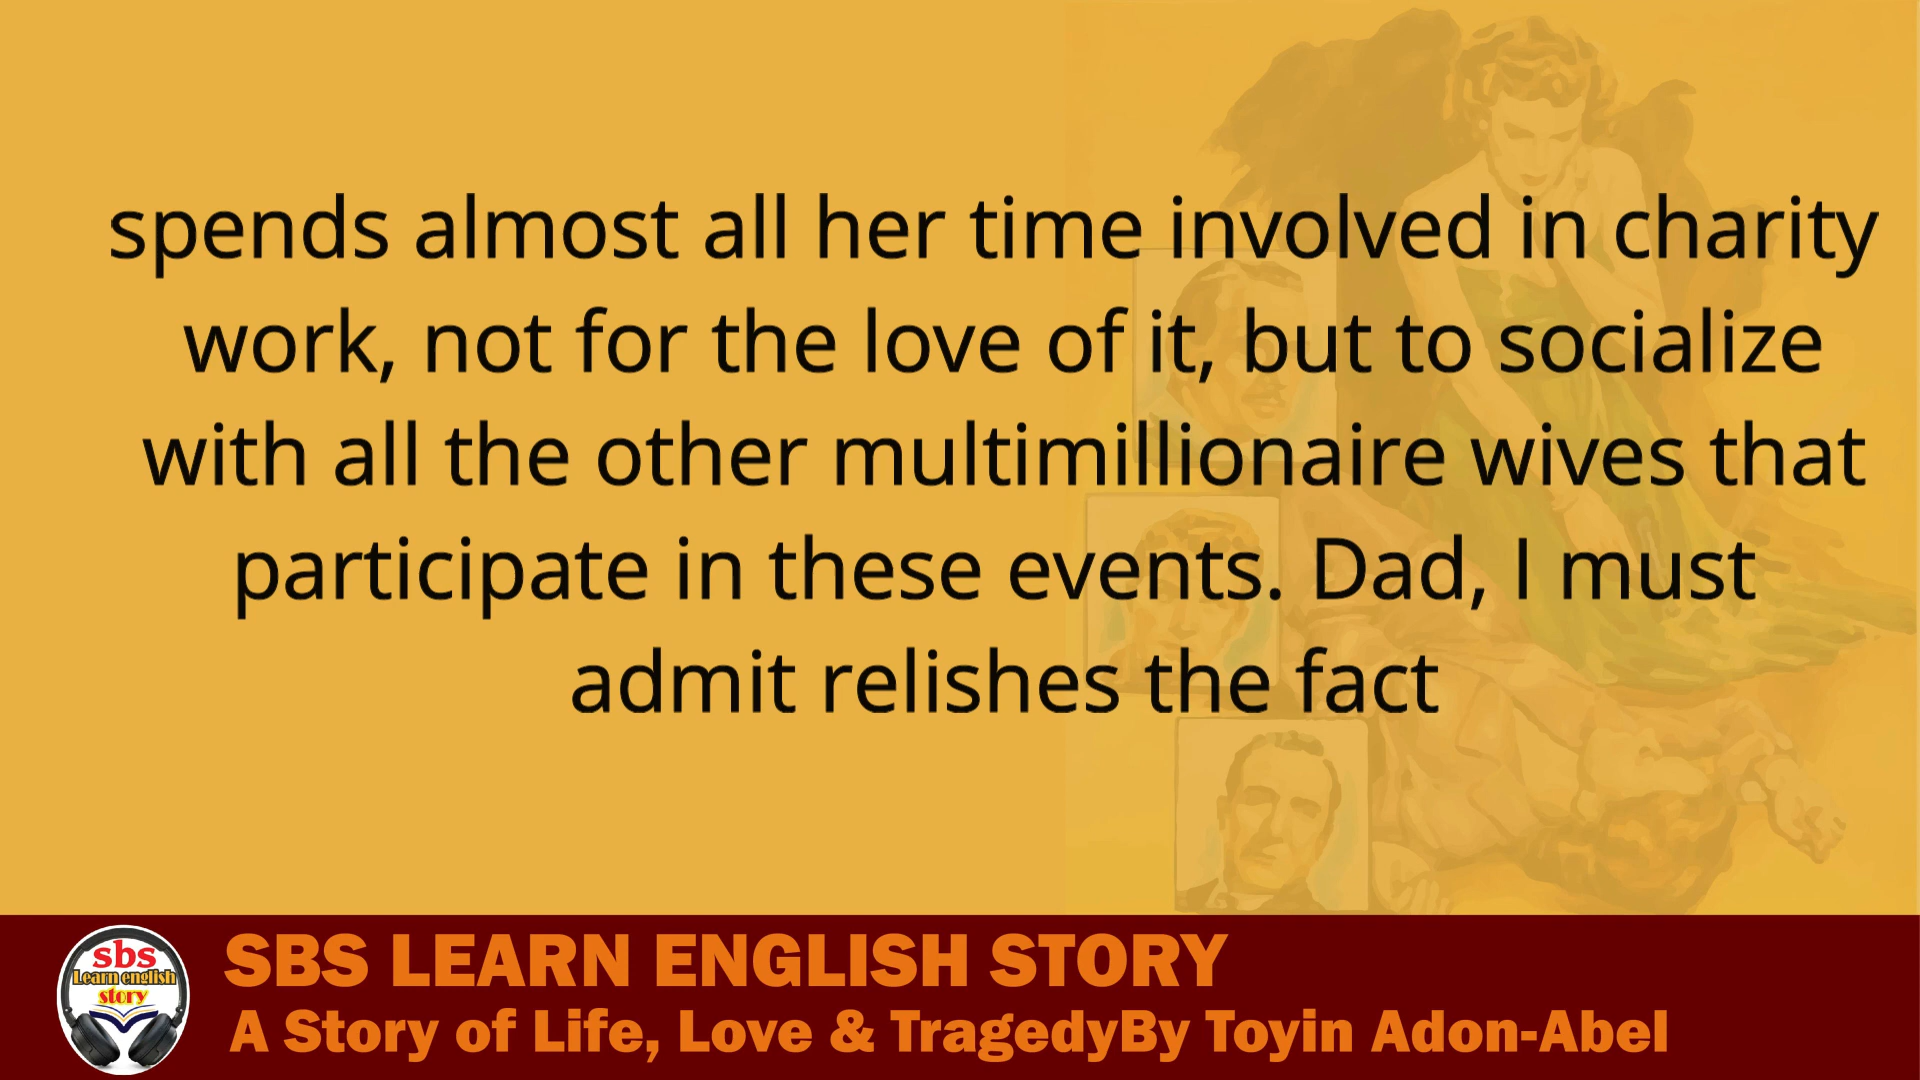 spends almost all her time involved in charity
work, not for the love of it, but to socialize
with all the other multimillionaire wives that
participate in these events. Dad, I must
admit relishes the fact
sbs
Learn english
story
SBS LEARN ENGLISH STORY
A Story of Life, Love & TragedyBy Toyin Adon-Abel